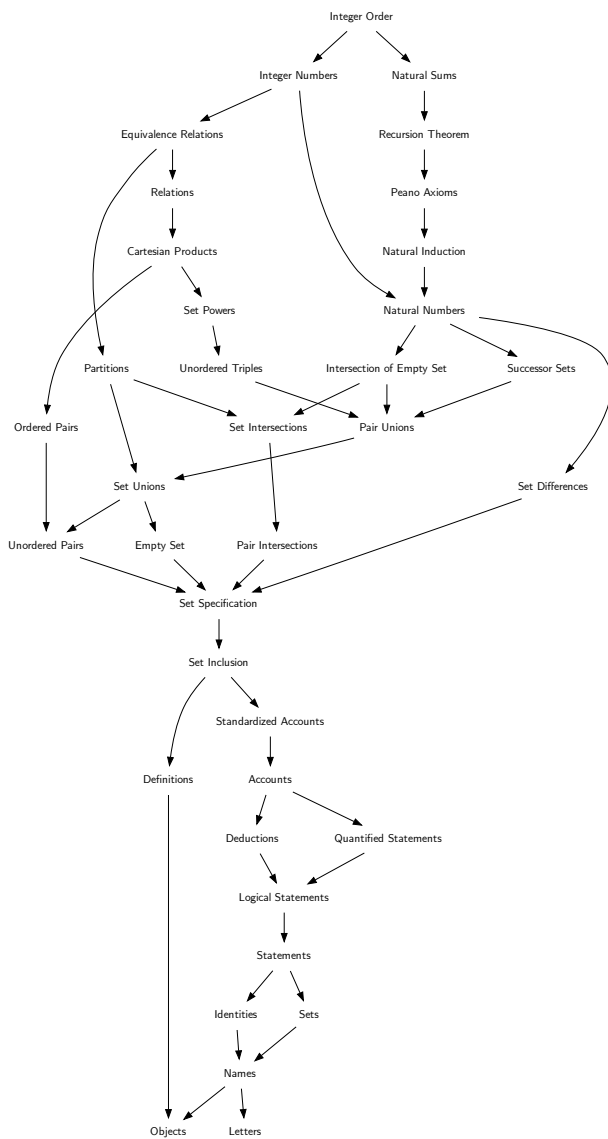 Integer Order
Integer Numbers
Natural Sums
Equivalence Relations
Recursion Theorem
Relations
Peano Axioms
Cartesian Products
Natural Induction
Set Powers
Natural Numbers
Partitions
Unordered Triples
Intersection of Empty Set
Successor Sets
Ordered Pairs
Set Intersections
Pair Unions
Set Unions
Set Differences
Unordered Pairs
Empty Set
Pair Intersections
Set Specification
Set Inclusion
Standardized Accounts
Definitions
Accounts
Deductions
Quantified Statements
Logical Statements
Statements
Identities
Sets
Names
Objects
Letters